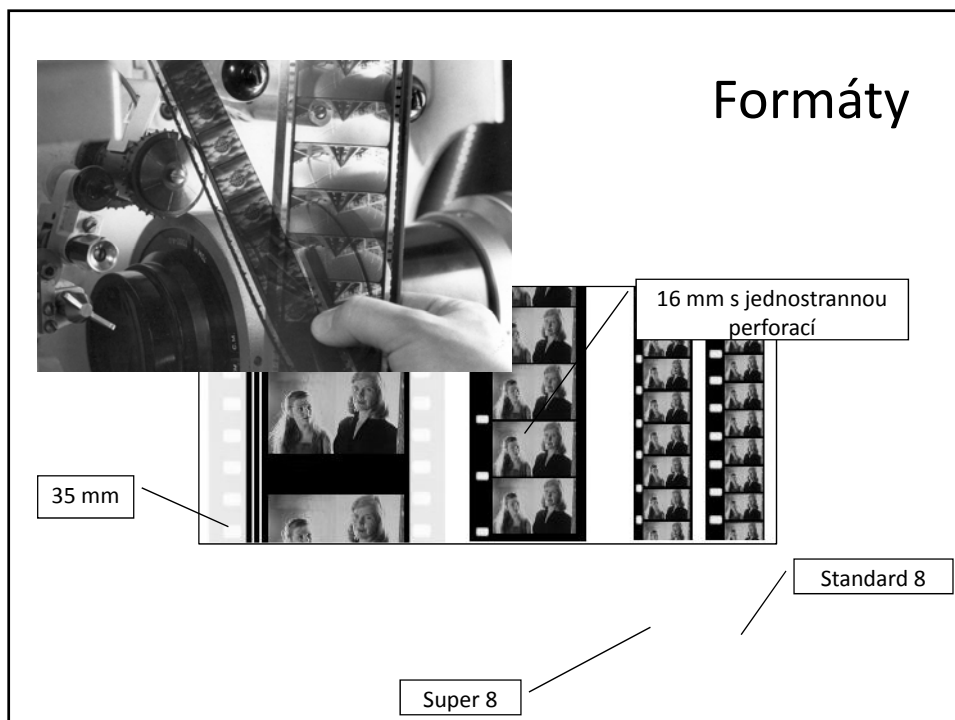 Formáty
16 mm s jednostrannou
perforací
35 mm
Standard 8
Super 8